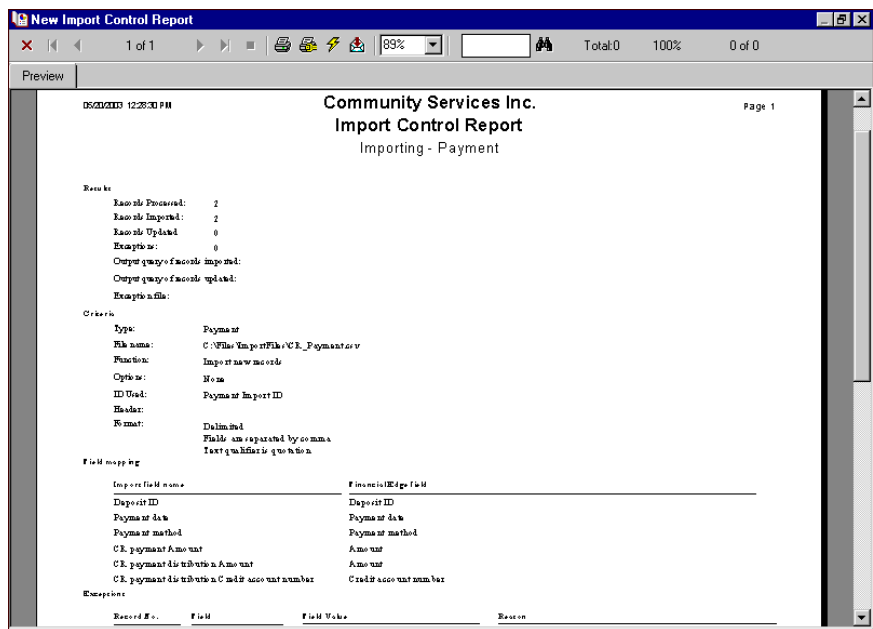 New Import Control Report
1 of 1 89% Total:0 100% 0 of 0
Preview
05/20/2003 12:28:30 PM Community Services Inc. Page 1
Import Control Report
Importing - Payment
Results
Records Processed: 2
Records Imported: 2
Records Updated 0
Exceptions: 0
Output query of records imported:
Output query of records updated:
Exception file:
Criteria
Type: Payment
File name: C:\Files\ImportFiles\CR_Payment.csv
Function: Import new records
Options: None
ID Used: Payment Import ID
Header:
Format: Delimited
Fields are separated by comma
Text qualifier is quotation
Field mapping
Import field name Financial Edge field
Deposit ID Deposit ID
Payment date Payment date
Payment method Payment method
CR payment Amount Amount
CR payment distribution Amount Amount
CR payment distribution Credit account number Credit account number
Exceptions
Record No. Field Field Value Reason